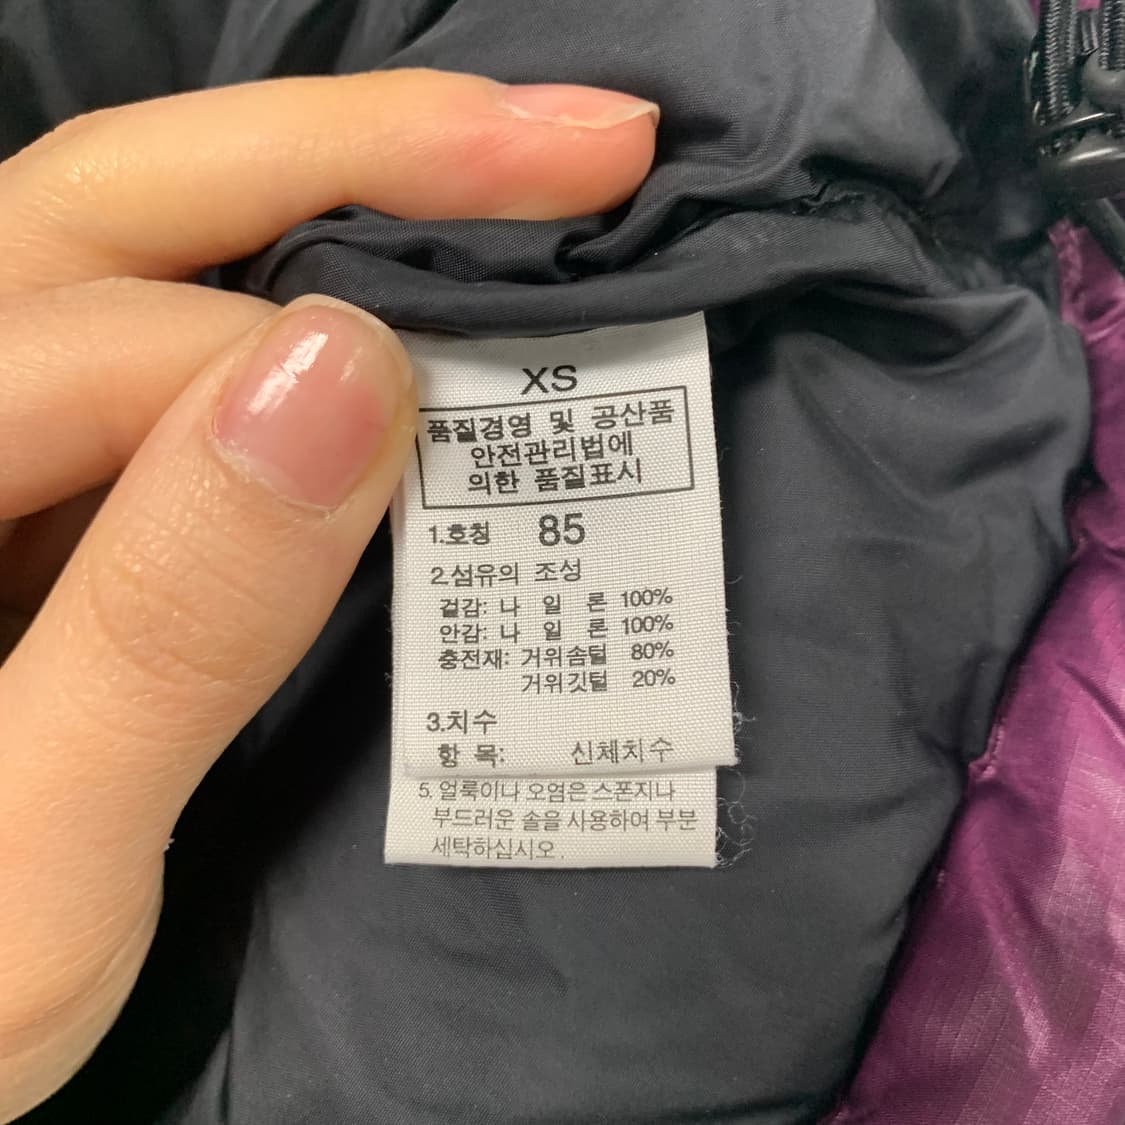 XS
품질경영 및 공산품
안전관리법에
의한 품질표시
1.호칭 85
2.섬유의 조성
겉감: 나 일 론 100%
안감: 나 일 론 100%
충전재: 거위솜털 80%
거위깃털 20%
3.치수
항 목: 신체치수
5. 얼룩이나 오염은 스폰지나
부드러운 솔을 사용하여 부분
세탁하십시오.